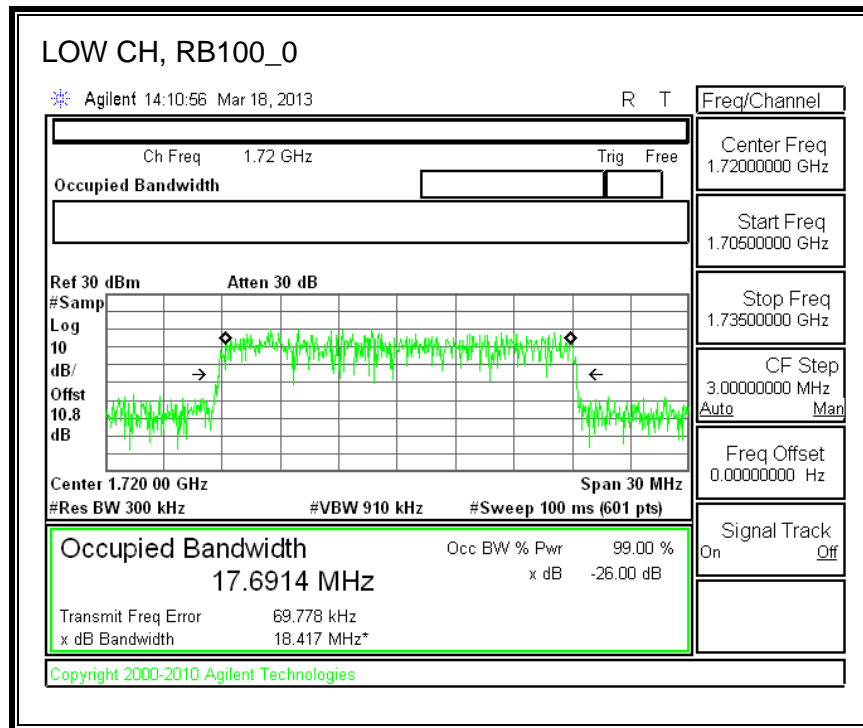 LOW CH, RB100_0
Agilent 14:10:56 Mar 18, 2013 R T
Freq/Channel
Ch Freq 1.72 GHz Trig Free
Occupied Bandwidth
Center Freq
1.72000000 GHz
Start Freq
1.70500000 GHz
Stop Freq
1.73500000 GHz
CF Step
3.00000000 MHz
Auto Man
Freq Offset
0.00000000 Hz
Signal Track
On Off
Ref 30 dBm Atten 30 dB
#Samp
Log
10
dB/
Offst
10.8
dB
Center 1.720 00 GHz Span 30 MHz
#Res BW 300 kHz #VBW 910 kHz #Sweep 100 ms (601 pts)
Occupied Bandwidth Occ BW % Pwr 99.00 %
17.6914 MHz x dB -26.00 dB
Transmit Freq Error 69.778 kHz
x dB Bandwidth 18.417 MHz*
Copyright 2000-2010 Agilent Technologies